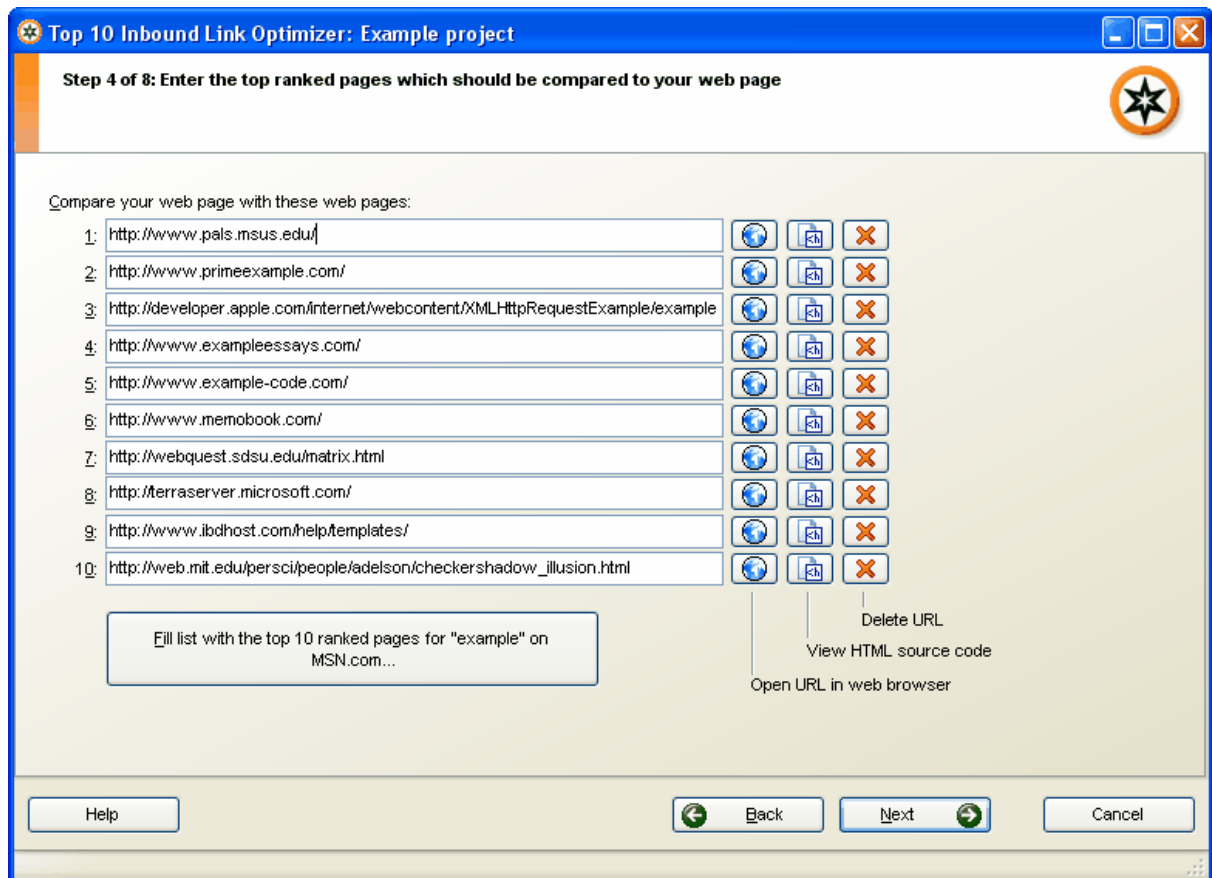 Top 10 Inbound Link Optimizer: Example project
Step 4 of 8: Enter the top ranked pages which should be compared to your web page
Compare your web page with these web pages:
1: http://www.pals.msus.edu/
2: http://www.primeexample.com/
3: http://developer.apple.com/internet/webcontent/XMLHttpRequestExample/example
4: http://www.exampleessays.com/
5: http://www.example-code.com/
6: http://www.memobook.com/
7: http://webquest.sdsu.edu/matrix.html
8: http://terraserver.microsoft.com/
9: http://www.ibdhost.com/help/templates/
10: http://web.mit.edu/persci/people/adelson/checkershadow_illusion.html
Fill list with the top 10 ranked pages for "example" on
MSN.com...
Delete URL
View HTML source code
Open URL in web browser
Help
Back
Next
Cancel